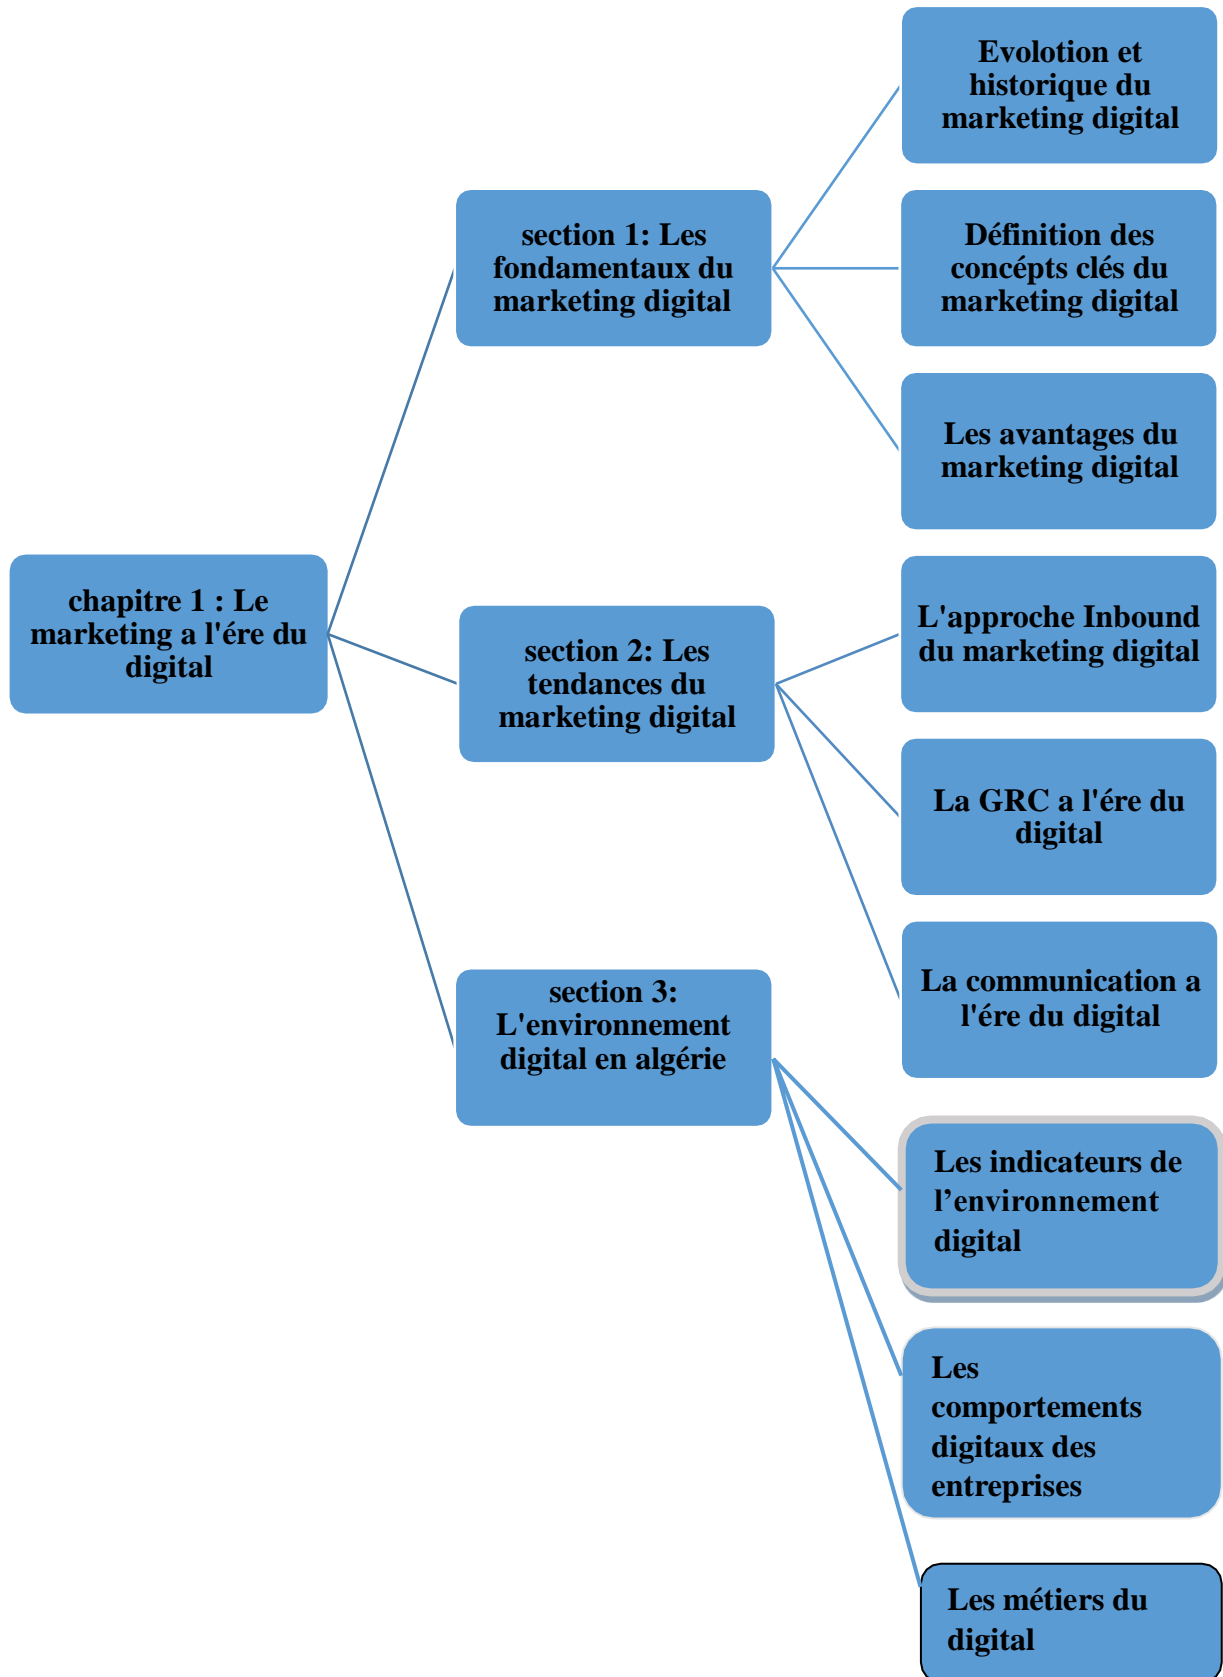 chapitre 1 : Le
marketing a l'ére du
digital
section 1: Les
fondamentaux du
marketing digital
Evolotion et
historique du
marketing digital
Définition des
concépts clés du
marketing digital
Les avantages du
marketing digital
section 2: Les
tendances du
marketing digital
L'approche Inbound
du marketing digital
La GRC a l'ére du
digital
La communication a
l'ére du digital
section 3:
L'environnement
digital en algérie
Les indicateurs de
l’environnement
digital
Les
comportements
digitaux des
entreprises
Les métiers du
digital